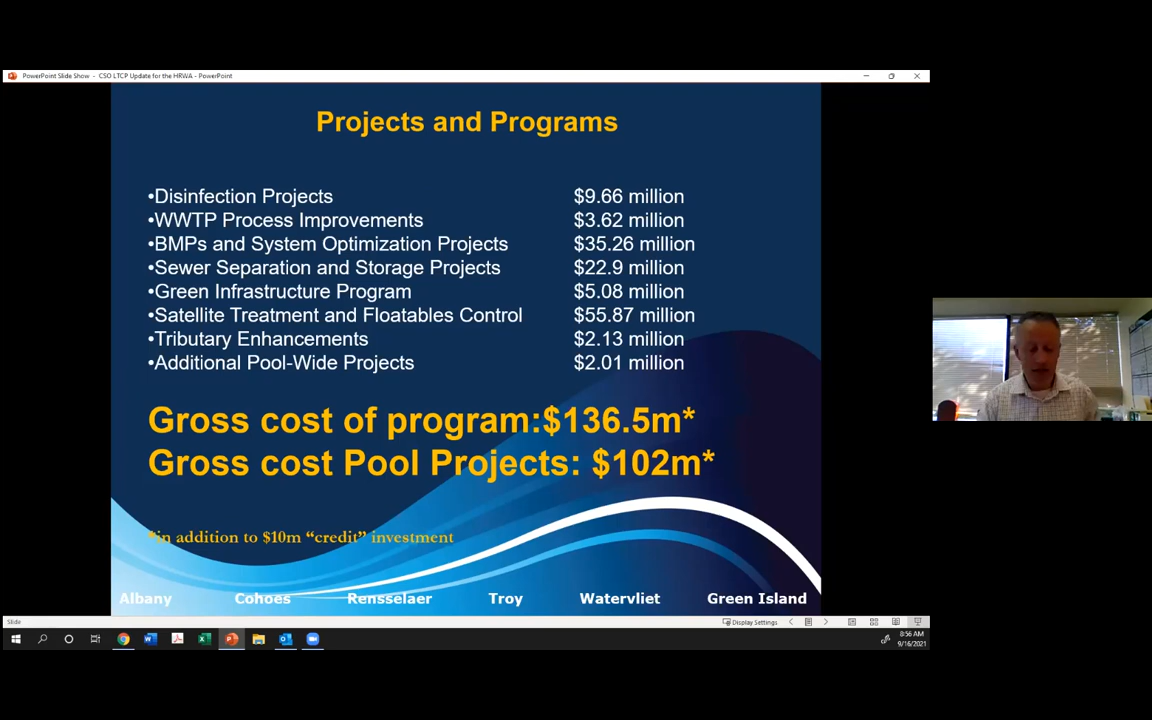 PowerPoint Slide Show - CSO LTCP Update for the HRWA - PowerPoint
Projects and Programs
•Disinfection Projects $9.66 million
•WWTP Process Improvements $3.62 million
•BMPs and System Optimization Projects $35.26 million
•Sewer Separation and Storage Projects $22.9 million
•Green Infrastructure Program $5.08 million
•Satellite Treatment and Floatables Control $55.87 million
•Tributary Enhancements $2.13 million
•Additional Pool-Wide Projects $2.01 million
Gross cost of program:$136.5m*
Gross cost Pool Projects: $102m*
*in addition to $10m “credit” investment
Albany Cohoes Rensselaer Troy Watervliet Green Island
Slide Display Settings
8:56 AM
9/16/2021